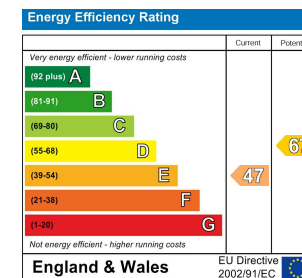 Energy Efficiency Rating
Current
Very energy efficient - lower running costs
(92 plus) A
(81-91) B
(69-80) C
(55-68) D
(39-54) E 47
(21-38) F
(1-20) G
Not energy efficient - higher running costs
England & Wales
EU Directive
2002/91/EC